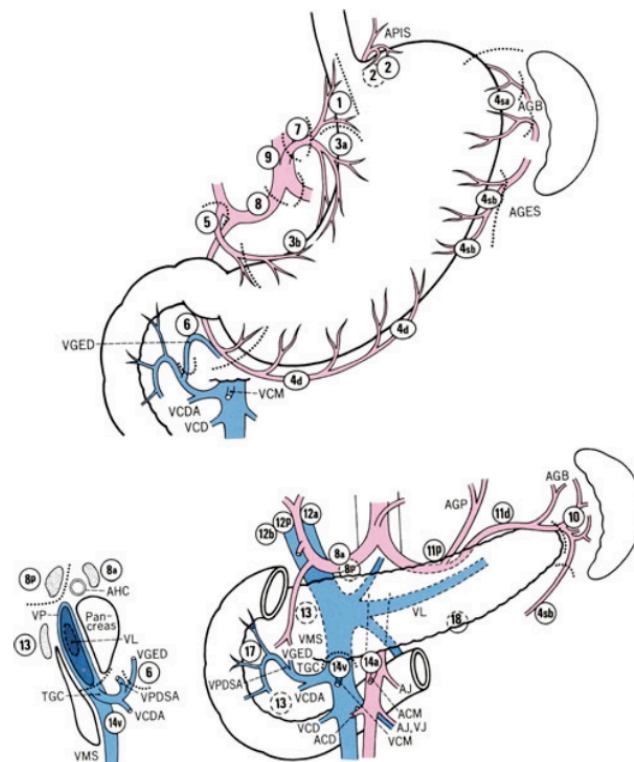 APIS
2 2
1
4sa
AGB
7
3a
9
8
4sb
5
AGES
3b
4sb
6
VGED
4d
4d
VCM
VCDA
VCD
AGB
12a
AGP
11d
10
12p
12b
8a
8p
8a
11p
8p
AHC
VP
Pan-
creas
13
VL
18
4sb
13
VL
VMS
VGED
17
VGED
6
TGC
14v
14a
VPDSA
AJ
TGC
VPDSA
13
VCDA
ACM
VCDA
14v
VCD
AJ, VJ
ACD
VCM
VMS